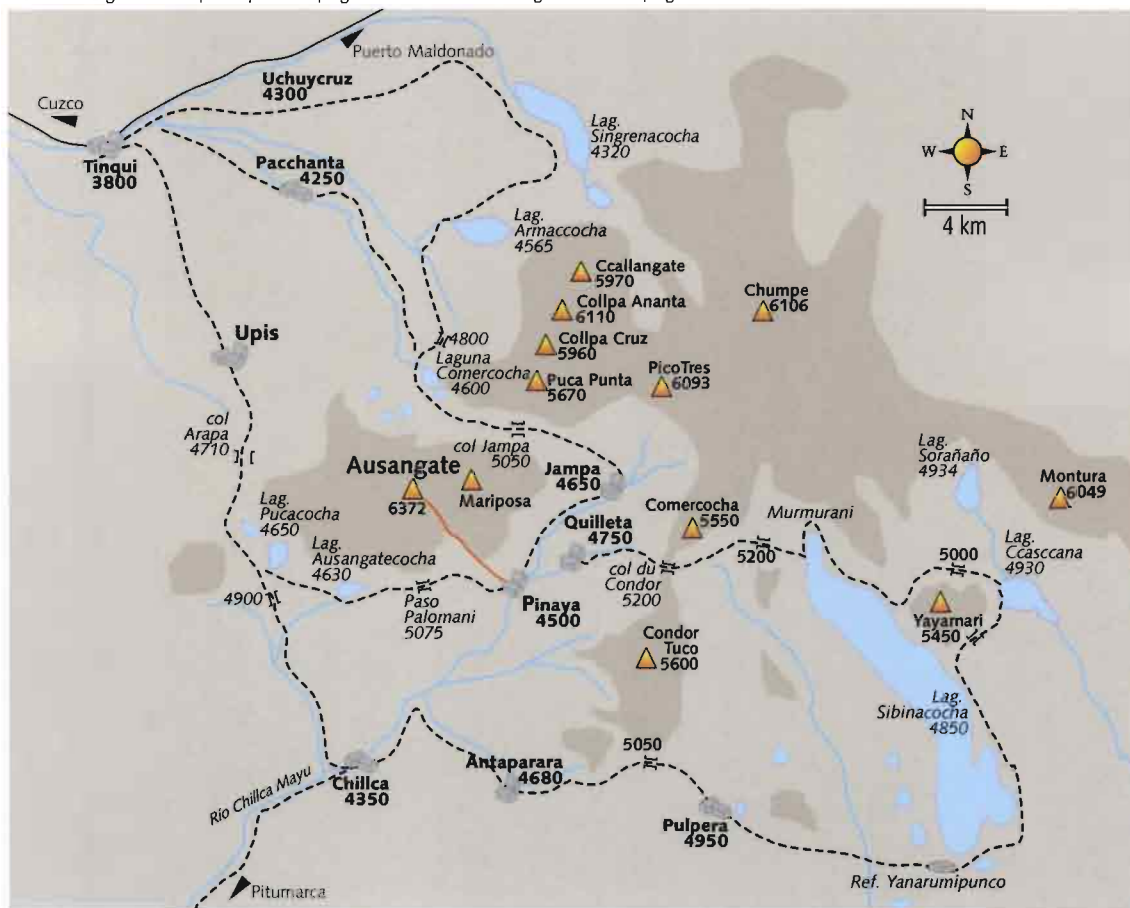 Puerto Maldonado
Uchuycruz
4300
Cuzco
Tinqui
3800
Pacchanta
4250
Lag.
Singrenacocha
4320
N
W
E
S
4 km
Lag.
Armaccocha
4565
Ccallangate
5970
Collpa Ananta
6110
Chumpe
6106
Collpa Cruz
5960
4800
Laguna
Comercocha
4600
Puca Punta
5670
PicoTres
6093
Upis
col
Arapa
4710
col Jampa
5050
Ausangate
6372
Mariposa
Jampa
4650
Lag.
Sorañaño
4934
Montura
6049
Lag.
Pucacocha
4650
Quilleta
4750
Comercocha
5550
Murmurani
Lag.
Ausangatecocha
4630
5200
5000
Lag.
Ccasccana
4930
col du
Condor
5200
4900
Paso
Palomani
5075
Pinaya
4500
Yayamari
5450
Condor
Tuco
5600
Lag.
Sibinacocha
4850
5050
Antaparara
4680
Chillca
4350
Río Chillca Mayu
Pulpera
4950
Ref. Yanarumipunco
Pitumarca